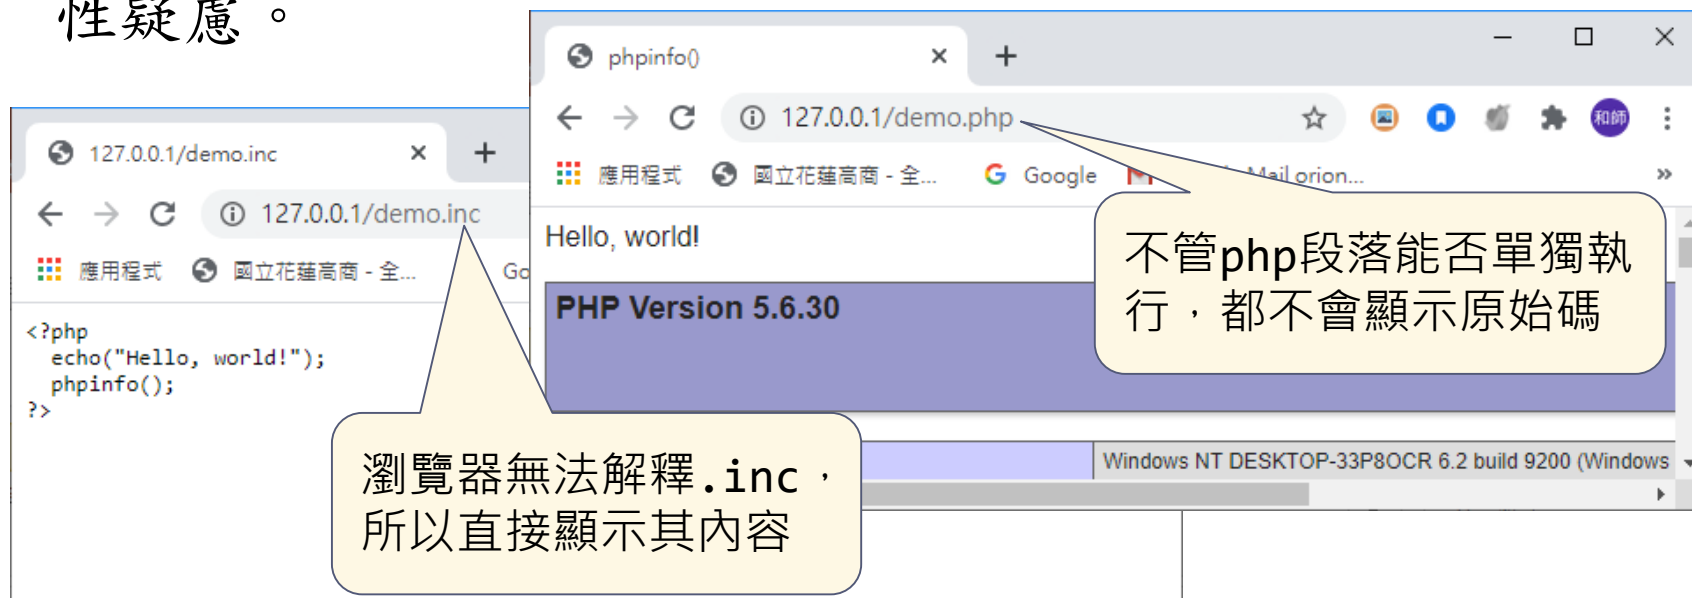 性疑慮。
phpinfo()
127.0.0.1/demo.php
和師
應用程式
國立花蓮高商 - 全...
Google
Mail orion...
Hello, world!
PHP Version 5.6.30
Windows NT DESKTOP-33P8OCR 6.2 build 9200 (Windows
不管php段落能否單獨執
行，都不會顯示原始碼
127.0.0.1/demo.inc
127.0.0.1/demo.inc
應用程式
國立花蓮高商 - 全...
Go
<?php
echo("Hello, world!");
phpinfo();
?>
瀏覽器無法解釋.inc，
所以直接顯示其內容